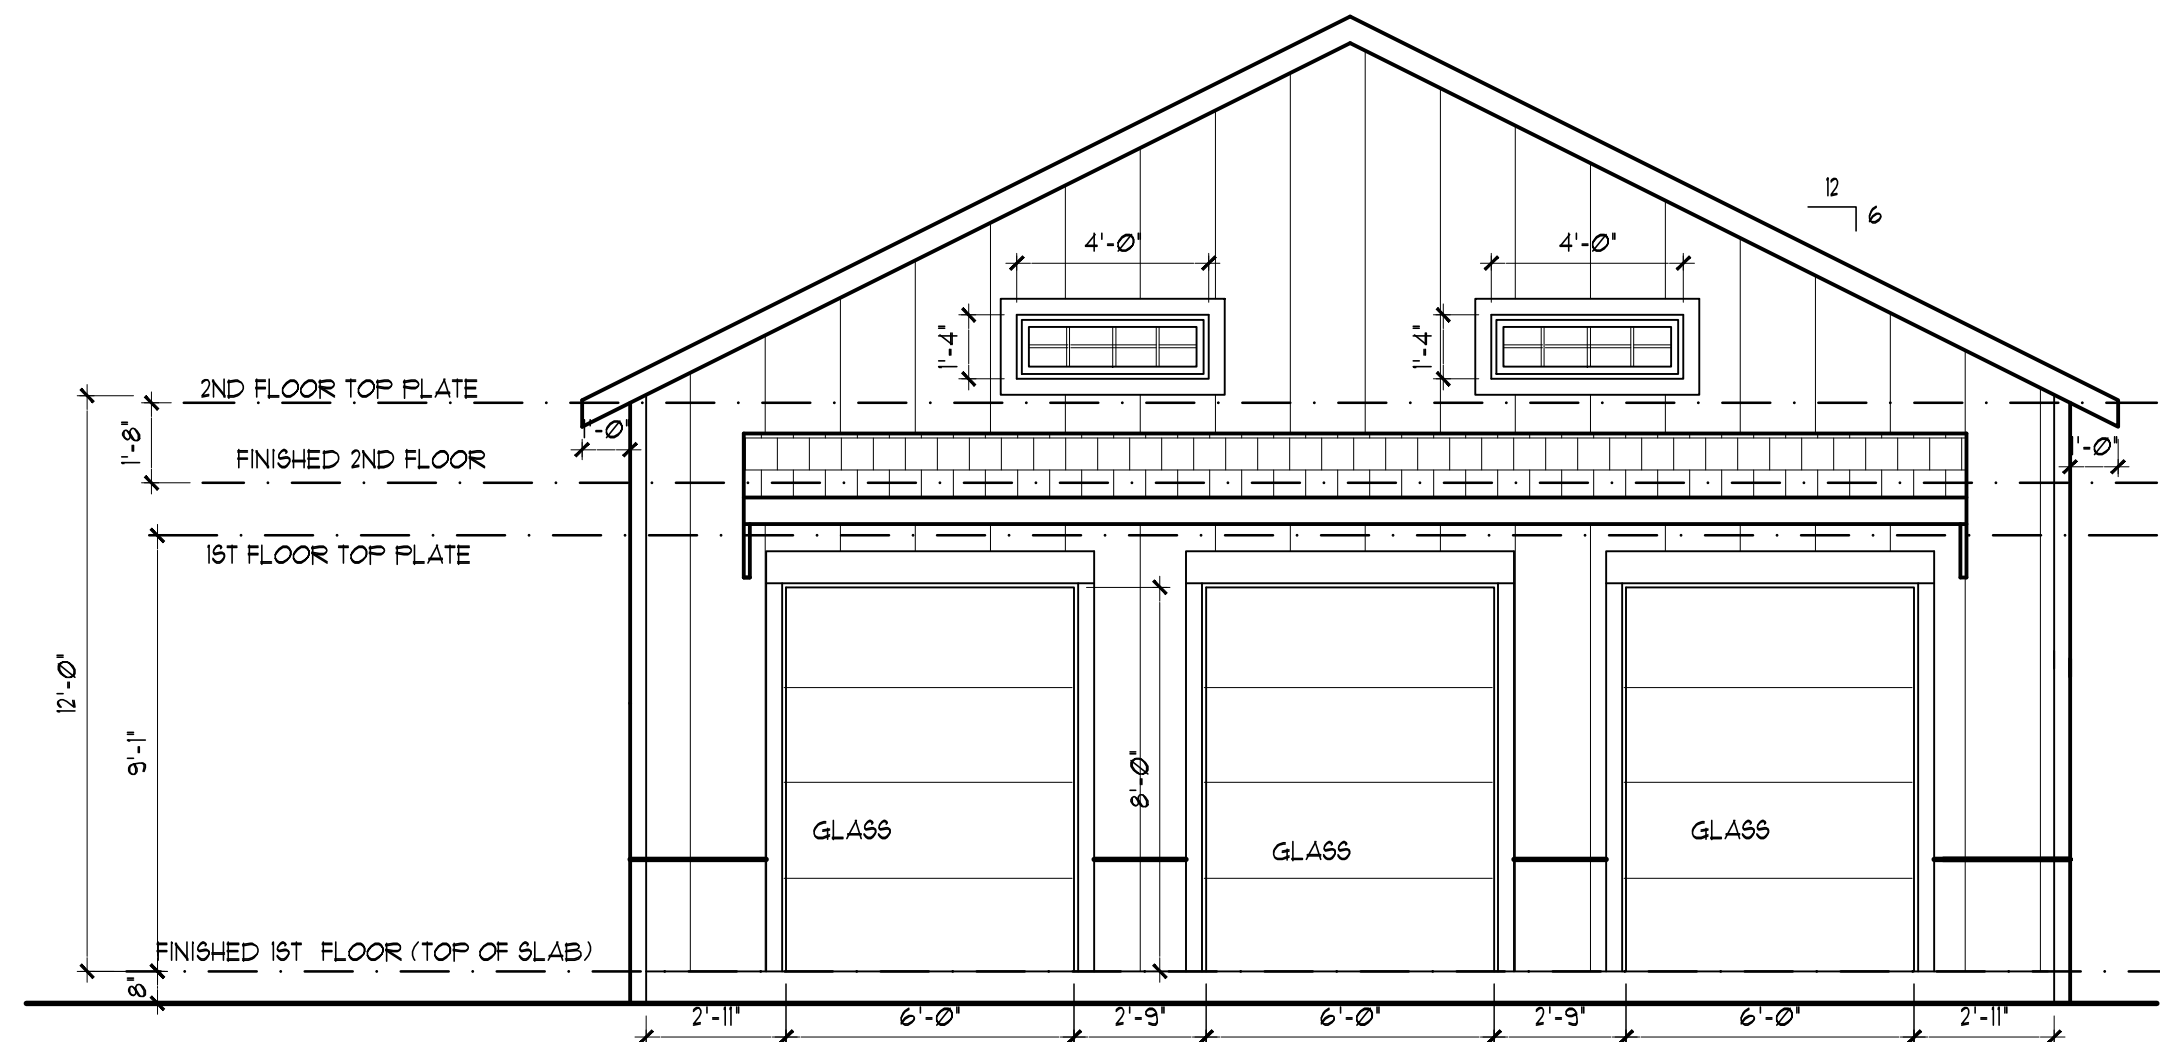 12
6
4'-0"
4'-0"
1'-4"
1'-4"
2ND FLOOR TOP PLATE
1'-0"
1'-8"
FINISHED 2ND FLOOR
1'-0"
1ST FLOOR TOP PLATE
12'-0"
9'-1"
8'-0"
GLASS
GLASS
GLASS
FINISHED 1ST FLOOR (TOP OF SLAB)
8"
2'-11"
6'-0"
2'-9"
6'-0"
2'-9"
6'-0"
2'-11"